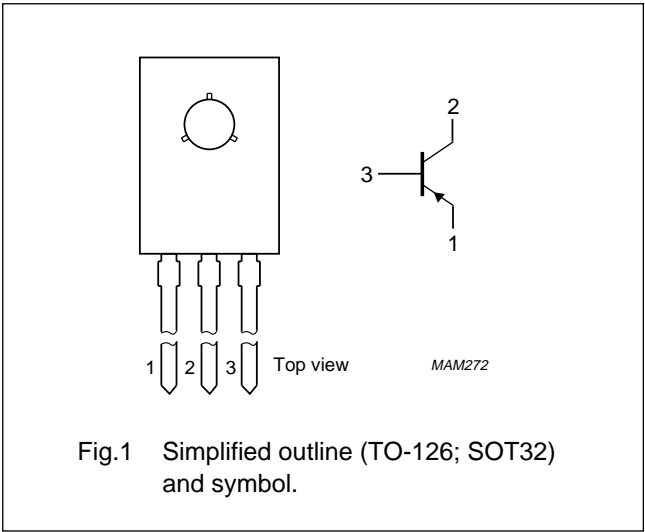 2
3
1
1 2 3 Top view MAM272
Fig.1 Simplified outline (TO-126; SOT32)
and symbol.